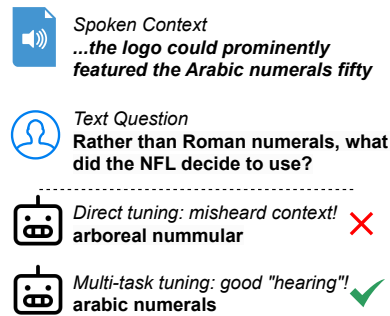 Spoken Context
...the logo could prominently
featured the Arabic numerals fifty
Text Question
Rather than Roman numerals, what
did the NFL decide to use?
Direct tuning: misheard context!
arboreal nummular
Multi-task tuning: good "hearing"!
arabic numerals